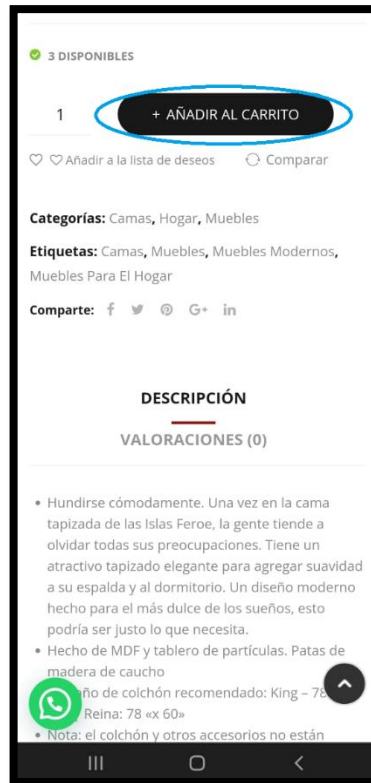 3 DISPONIBLES
1 + AÑADIR AL CARRITO
Añadir a la lista de deseos Comparar
Categorías: Camas, Hogar, Muebles
Etiquetas: Camas, Muebles, Muebles Modernos,
Muebles Para El Hogar
Comparte: f G+ in
DESCRIPCIÓN
VALORACIONES (0)
• Hundirse cómodamente. Una vez en la cama
tapizada de las Islas Feroe, la gente tiende a
olvidar todas sus preocupaciones. Tiene un
atractivo tapizado elegante para agregar suavidad
a su espalda y al dormitorio. Un diseño moderno
hecho para el más dulce de los sueños, esto
podría ser justo lo que necesita.
• Hecho de MDF y tablero de partículas. Patas de
madera de caucho
de colchón recomendado: King – 78
Reina: 78 «x 60»
• Nota: el colchón y otros accesorios no están